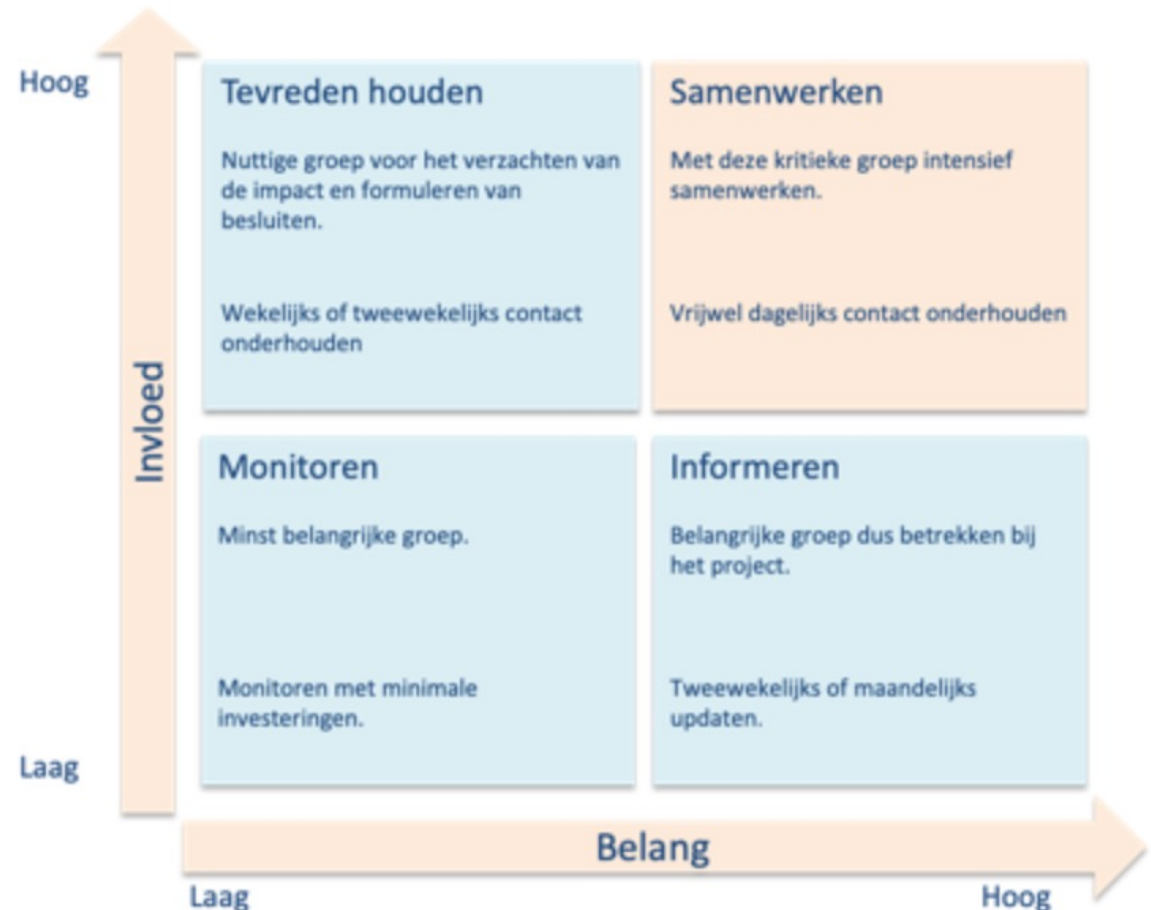 Hoog
Tevreden houden
Nuttige groep voor het verzachten van
de impact en formuleren van
besluiten.
Wekelijks of tweewekelijks contact
onderhouden
Samenwerken
Met deze kritieke groep intensief
samenwerken.
Vrijwel dagelijks contact onderhouden
Invloed
Monitoren
Minst belangrijke groep.
Monitoren met minimale
investeringen.
Informeren
Belangrijke groep dus betrekken bij
het project.
Tweewekelijks of maandelijks
updaten.
Laag
Belang
Laag
Hoog